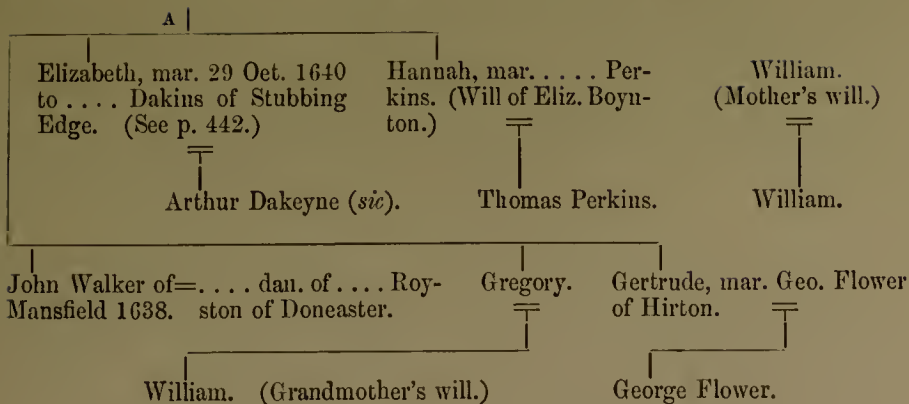 A
Elizabeth, mar. 29 Oct. 1640
to . . . . Dakins of Stubbing
Edge. (See p. 442.)
Hannah, mar. . . . . Per-
kins. (Will of Eliz. Boyn-
ton.)
William.
(Mother's will.)
Arthur Dakeyne (sic).
Thomas Perkins.
William.
John Walker of=. . . . dau. of . . . . Roy-
Mansfield 1638. ston of Doncaster.
Gregory.
Gertrude, mar. Geo. Flower
of Hirton.
William. (Grandmother's will.)
George Flower.